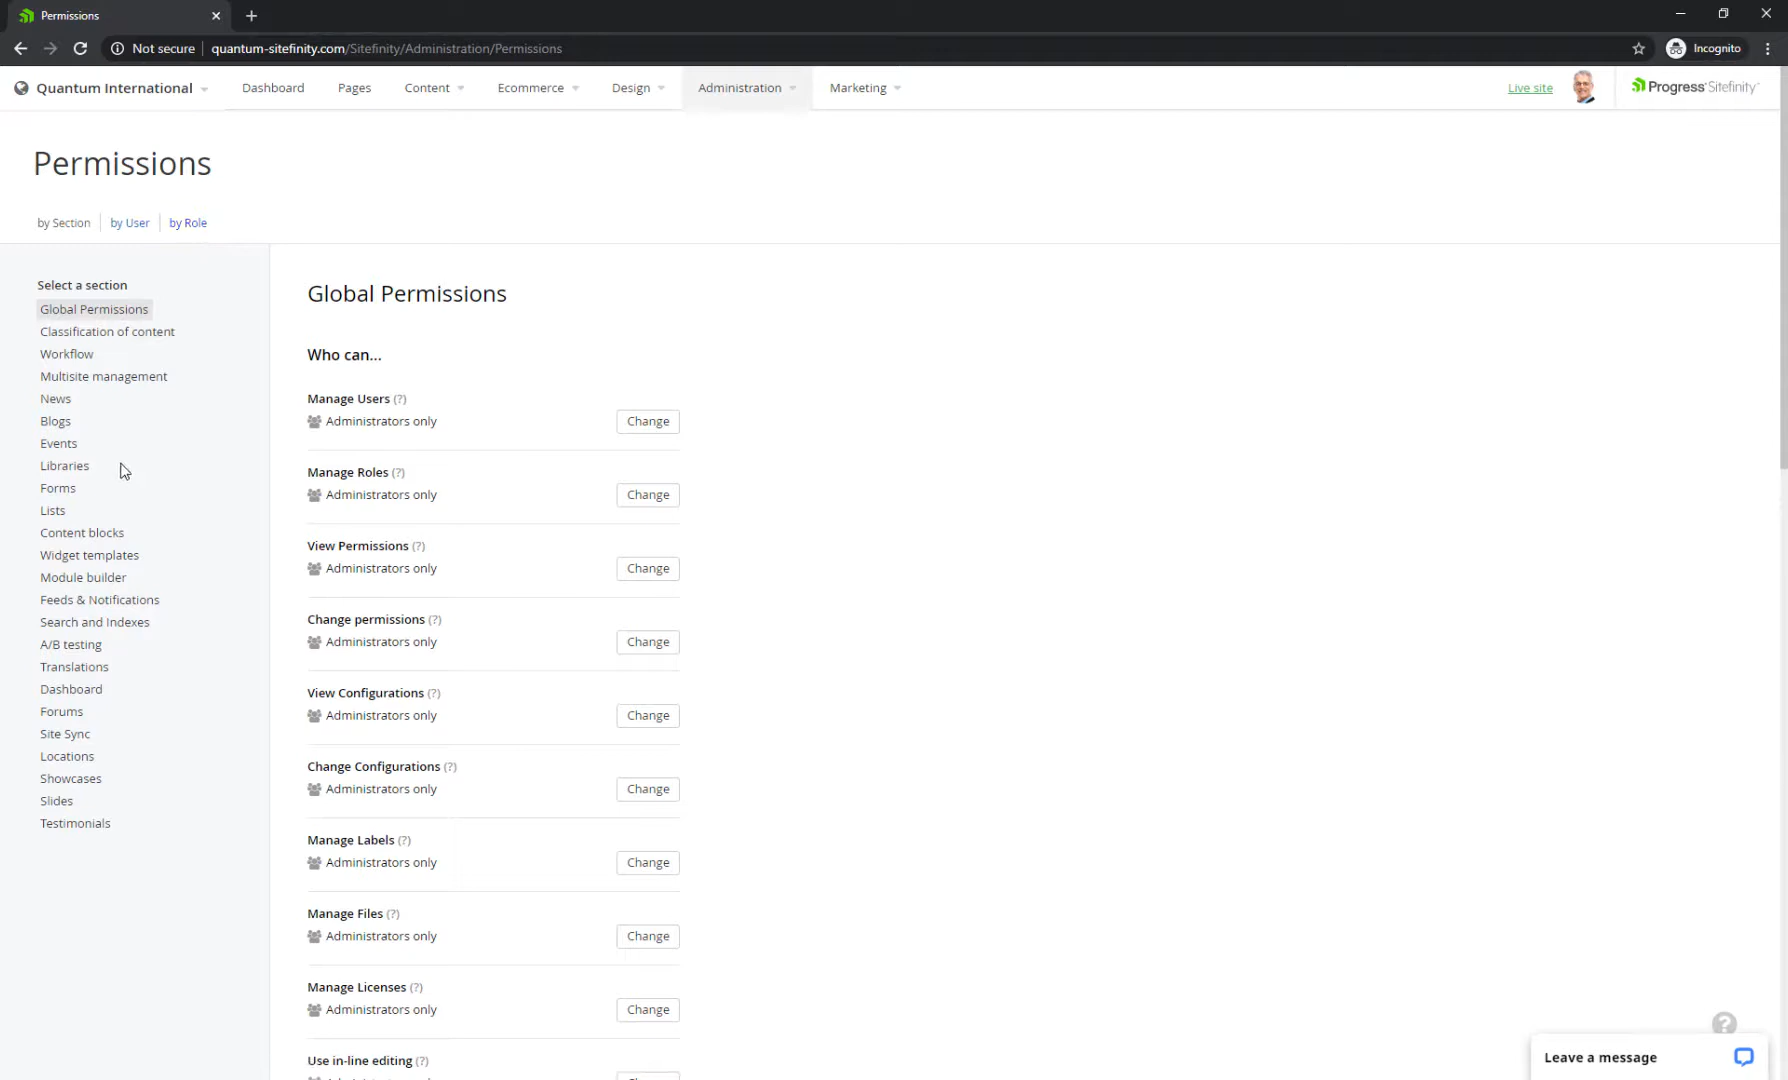 Permissions
Not secure
quantum-sitefinity.com/Sitefinity/Administration/Permissions
Incognito
Quantum International
Dashboard
Pages
Content
Ecommerce
Design
Administration
Marketing
Live site
Progress Sitefinity
Permissions
by Section
by User
by Role
Select a section
Global Permissions
Classification of content
Workflow
Multisite management
News
Blogs
Events
Libraries
Forms
Lists
Content blocks
Widget templates
Module builder
Feeds & Notifications
Search and Indexes
A/B testing
Translations
Dashboard
Forums
Site Sync
Locations
Showcases
Slides
Testimonials
Global Permissions
Who can...
Manage Users (?)
Administrators only
Change
Manage Roles (?)
Administrators only
Change
View Permissions (?)
Administrators only
Change
Change permissions (?)
Administrators only
Change
View Configurations (?)
Administrators only
Change
Change Configurations (?)
Administrators only
Change
Manage Labels (?)
Administrators only
Change
Manage Files (?)
Administrators only
Change
Manage Licenses (?)
Administrators only
Change
Use in-line editing (?)
?
Leave a message